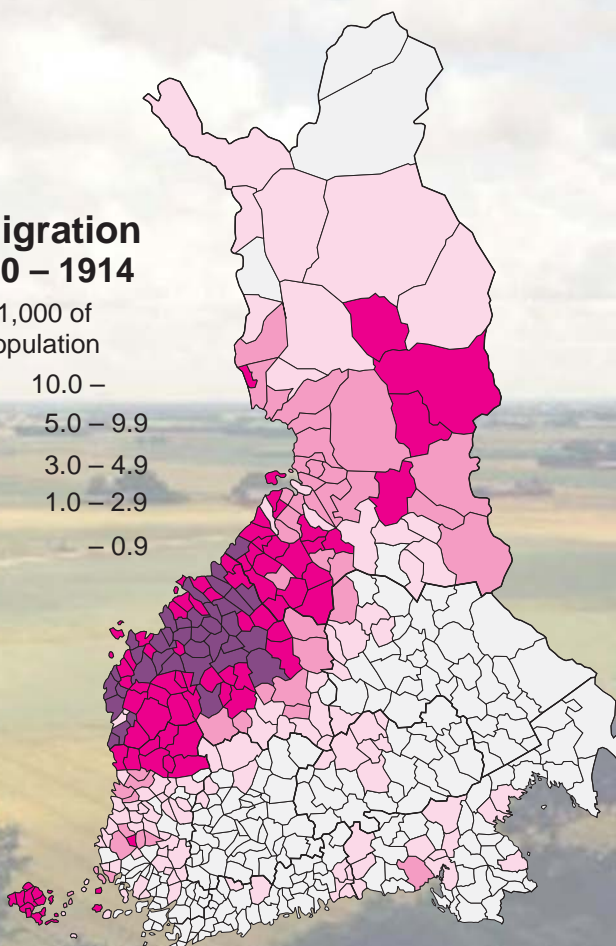 igration
0 – 1914
1,000 of
opulation
10.0 –
5.0 – 9.9
3.0 – 4.9
1.0 – 2.9
– 0.9